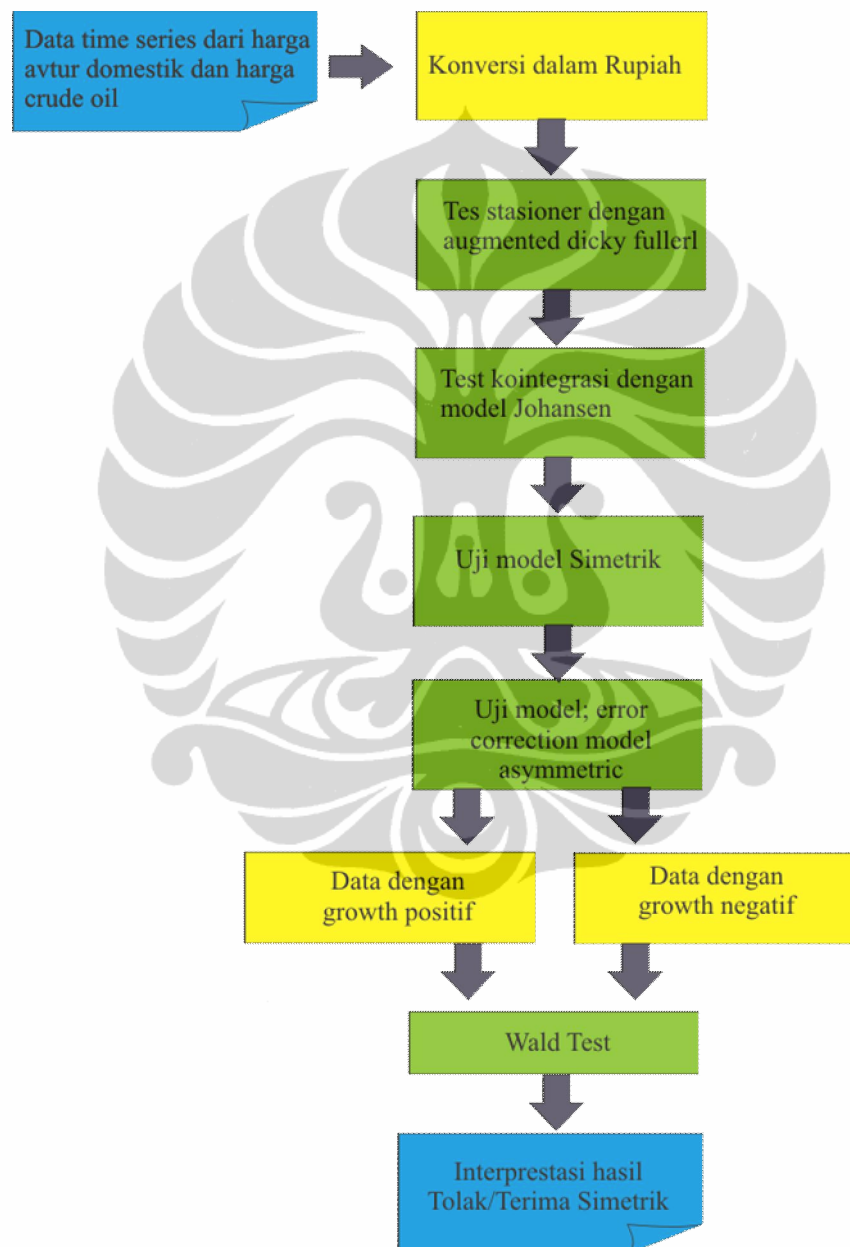 Data time series dari harga
avtur domestik dan harga
crude oil
Konversi dalam Rupiah
Tes stasioner dengan
augmented dicky fullerl
Test kointegrasi dengan
model Johansen
Uji model Simetrik
Uji model; error
correction model
asymmetric
Data dengan
growth positif
Data dengan
growth negatif
Wald Test
Interprestasi hasil
Tolak/Terima Simetrik